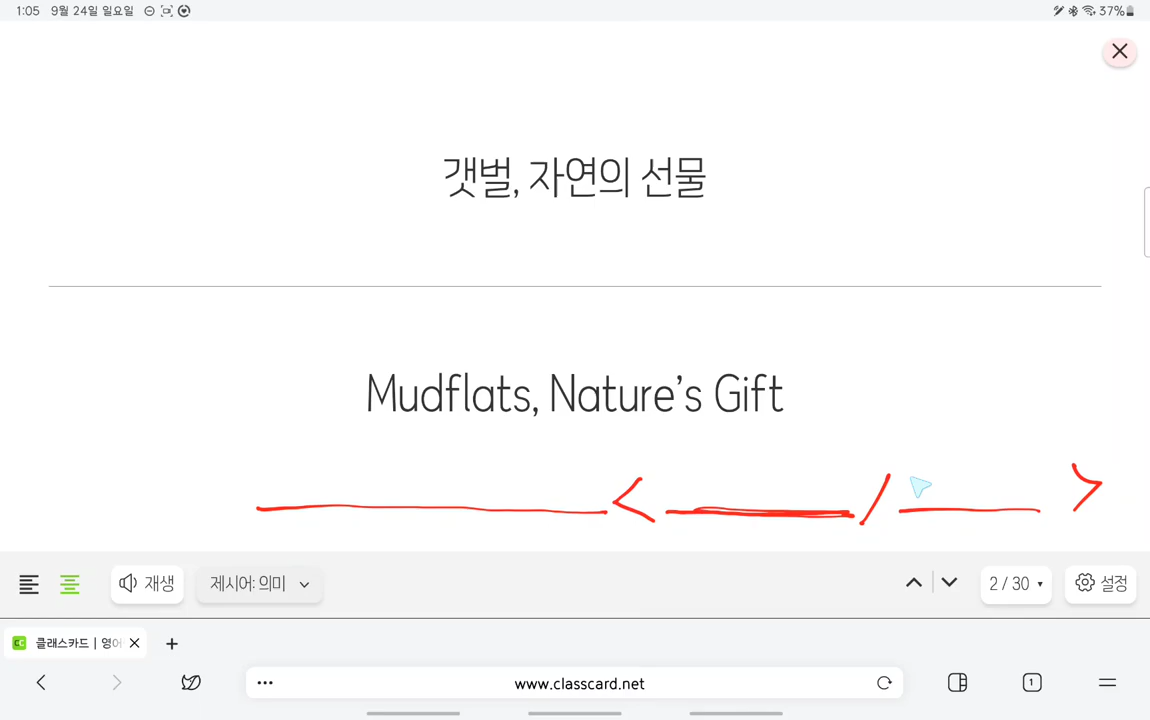 1:05 9월 24일 일요일 37%
갯벌, 자연의 선물
Mudflats, Nature’s Gift
재생 제시어: 의미 2 / 30 설정
클래스카드 | 영어
www.classcard.net 1